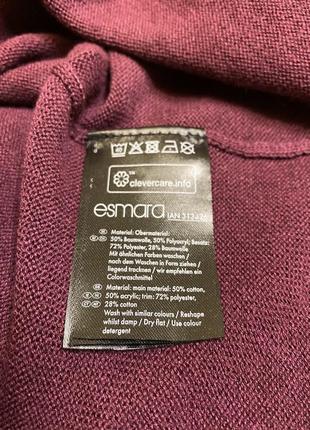 clevercare.info
esmara IAN
Material: Obermaterial:
50% Baumwolle, 50% Polyacryl; Besatz:
72% Polyester, 28% Baumwolle
Mit ähnlichen Farben waschen /
nach dem Waschen in Form ziehen /
liegend trocknen / wir empfehlen ein
Colorwaschmittel
Material: main material: 50% cotton,
50% acrylic; trim: 72% polyester,
28% cotton
Wash with similar colours / Reshape
whilst damp / Dry flat / Use colour
detergent